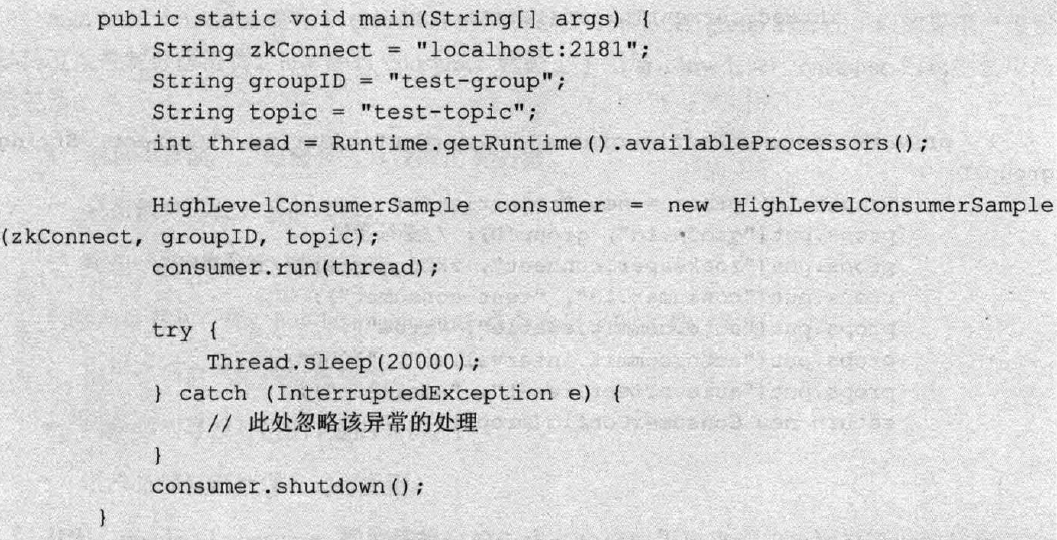 public static void main(String[] args) {
String zkConnect = "localhost:2181";
String groupID = "test-group";
String topic = "test-topic";
int thread = Runtime.getRuntime().availableProcessors();
HighLevelConsumerSample consumer = new HighLevelConsumerSample
(zkConnect, groupID, topic);
consumer.run(thread);
try {
Thread.sleep(20000);
} catch (InterruptedException e)
// 此处忽略该异常的处理
}
consumer.shutdown();
}